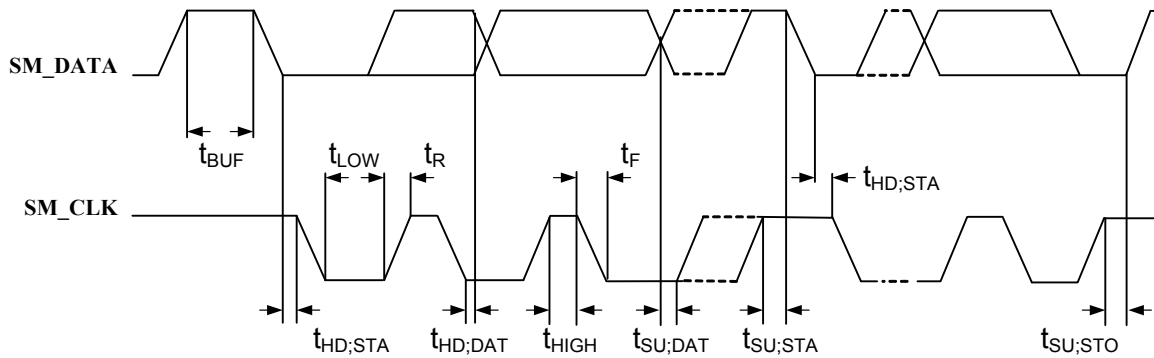 SM_DATA
tBUF
tLOW
tR
tF
tHD;STA
SM_CLK
tHD;STA
tHD;DAT
tHIGH
tSU;DAT
tSU;STA
tSU;STO